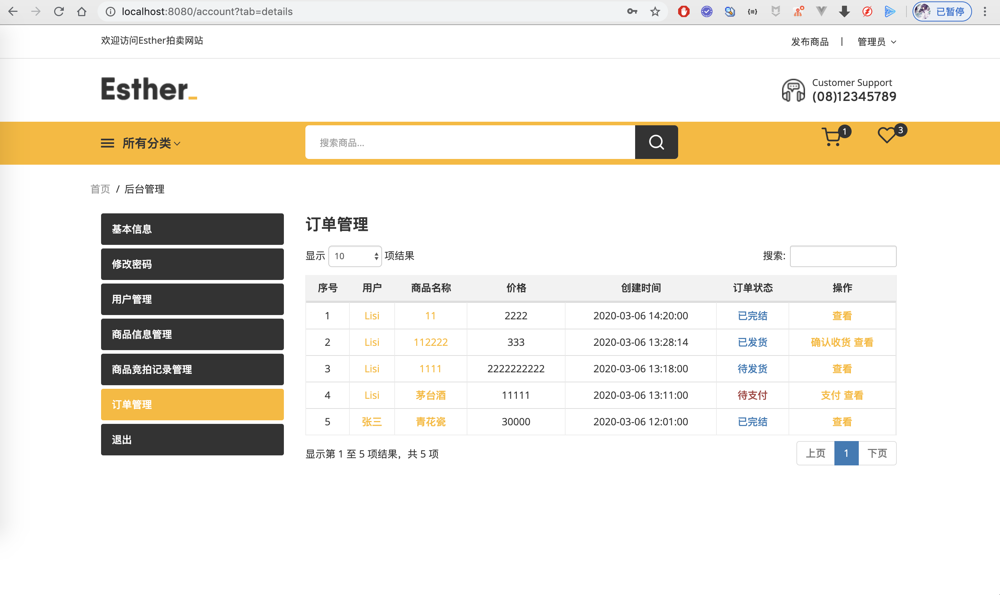 localhost:8080/account?tab=details
已暂停
欢迎访问Esther拍卖网站
发布商品 | 管理员
Esther_
Customer Support
(08)12345789
所有分类
搜索商品...
1
3
首页 / 后台管理
基本信息
修改密码
用户管理
商品信息管理
商品竞拍记录管理
订单管理
退出
订单管理
显示 10 项结果
搜索:
序号 用户 商品名称 价格 创建时间 订单状态 操作
1 Lisi 11 2222 2020-03-06 14:20:00 已完结 查看
2 Lisi 112222 333 2020-03-06 13:28:14 已发货 确认收货 查看
3 Lisi 1111 2222222222 2020-03-06 13:18:00 待发货 查看
4 Lisi 茅台酒 11111 2020-03-06 13:11:00 待支付 支付 查看
5 张三 青花瓷 30000 2020-03-06 12:01:00 已完结 查看
显示第 1 至 5 项结果，共 5 项
上页 1 下页